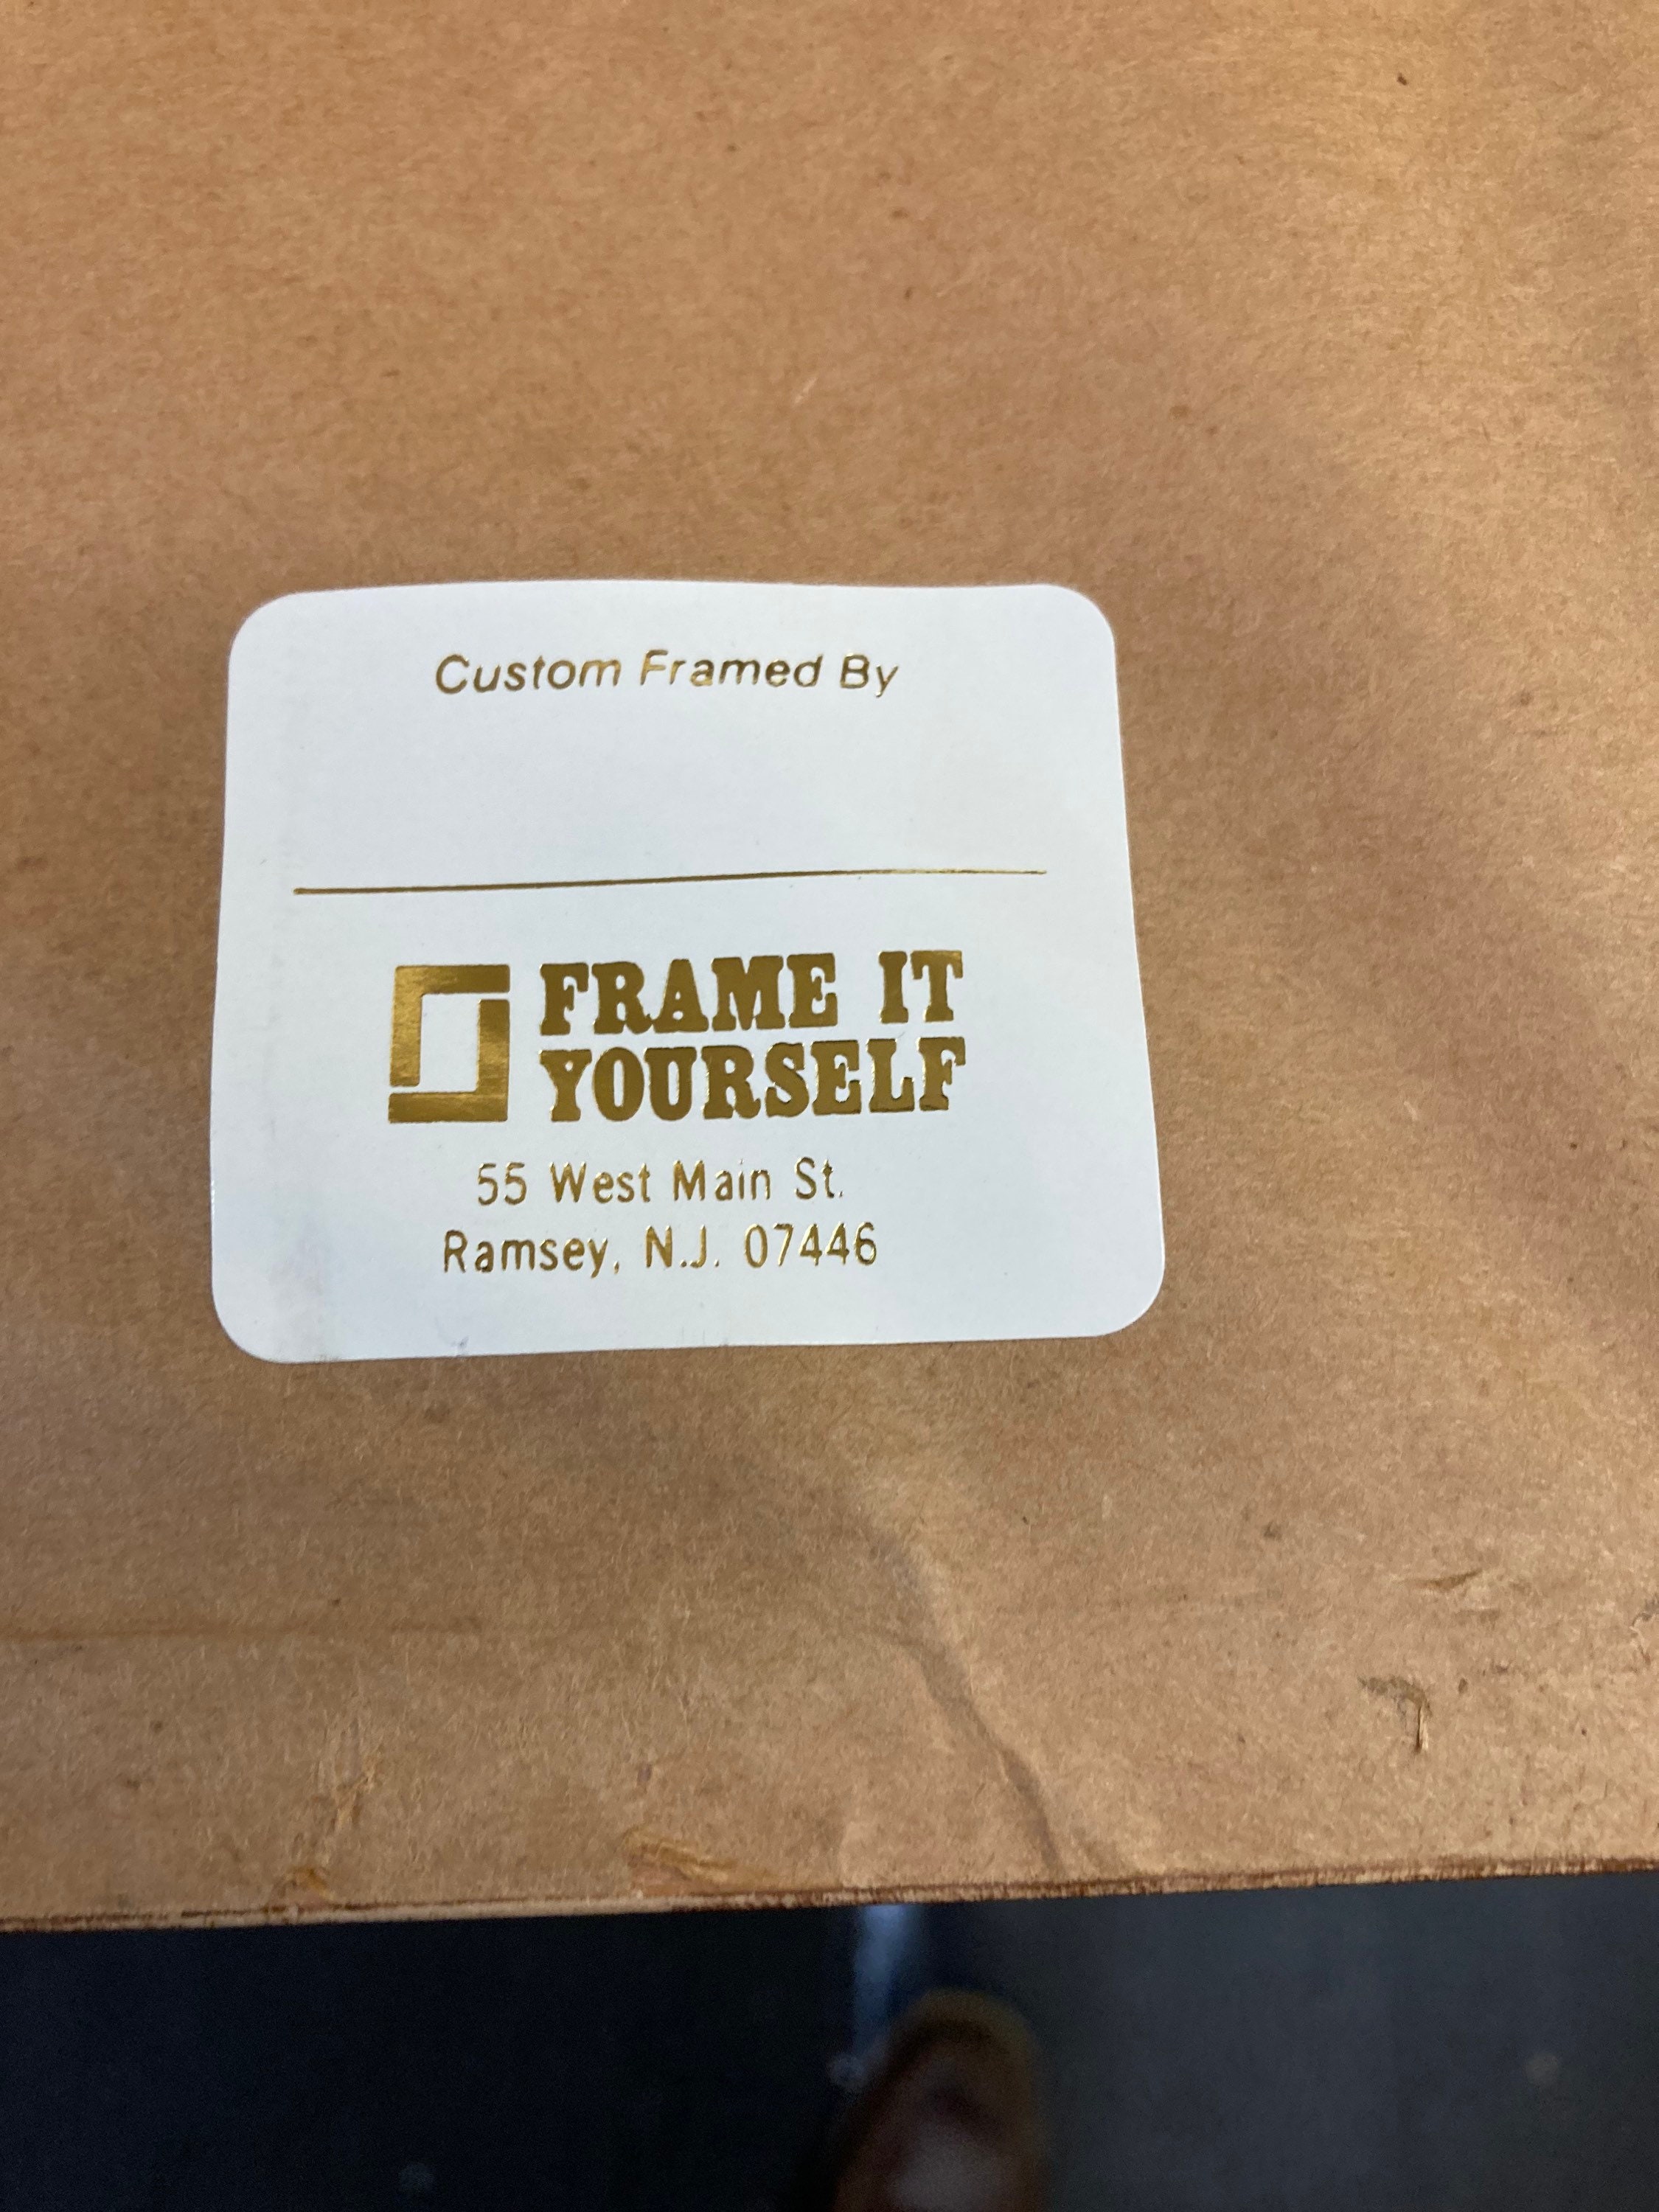 Custom Framed By
FRAME IT
YOURSELF
55 West Main St.
Ramsey, N.J. 07446